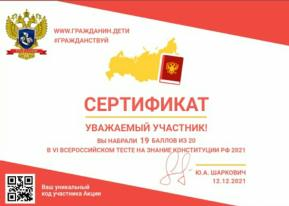 WWW.ГРАЖДАНИН.ДЕТИ
#ГРАЖДАНСТВУЙ
СЕРТИФИКАТ
УВАЖАЕМЫЙ УЧАСТНИК!
ВЫ НАБРАЛИ 19 БАЛЛОВ ИЗ 20
В VI ВСЕРОССИЙСКОМ ТЕСТЕ НА ЗНАНИЕ КОНСТИТУЦИИ РФ 2021
Ю.А. ШАРКОВИЧ
12.12.2021
Ваш уникальный
код участника Акции